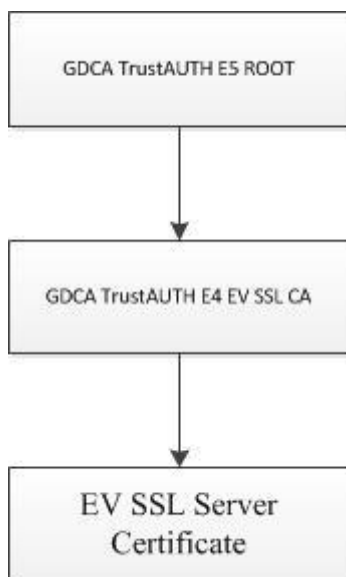 GDCA TrustAUTH E5 ROOT
GDCA TrustAUTH E4 EV SSL CA
EV SSL Server
Certificate